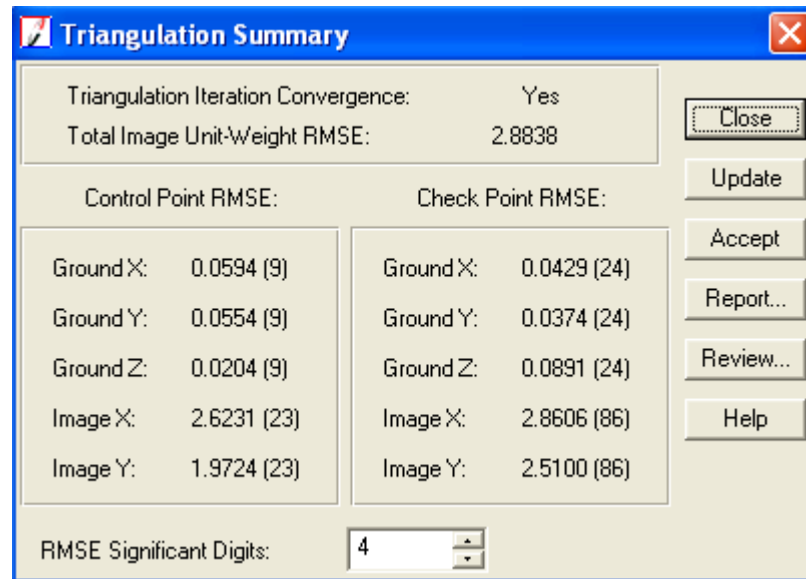 Triangulation Summary
Triangulation Iteration Convergence: Yes
Total Image Unit-Weight RMSE: 2.8838
Control Point RMSE:
Ground X: 0.0594 (9)
Ground Y: 0.0554 (9)
Ground Z: 0.0204 (9)
Image X: 2.6231 (23)
Image Y: 1.9724 (23)
Check Point RMSE:
Ground X: 0.0429 (24)
Ground Y: 0.0374 (24)
Ground Z: 0.0891 (24)
Image X: 2.8606 (86)
Image Y: 2.5100 (86)
RMSE Significant Digits: 4
Close
Update
Accept
Report...
Review...
Help